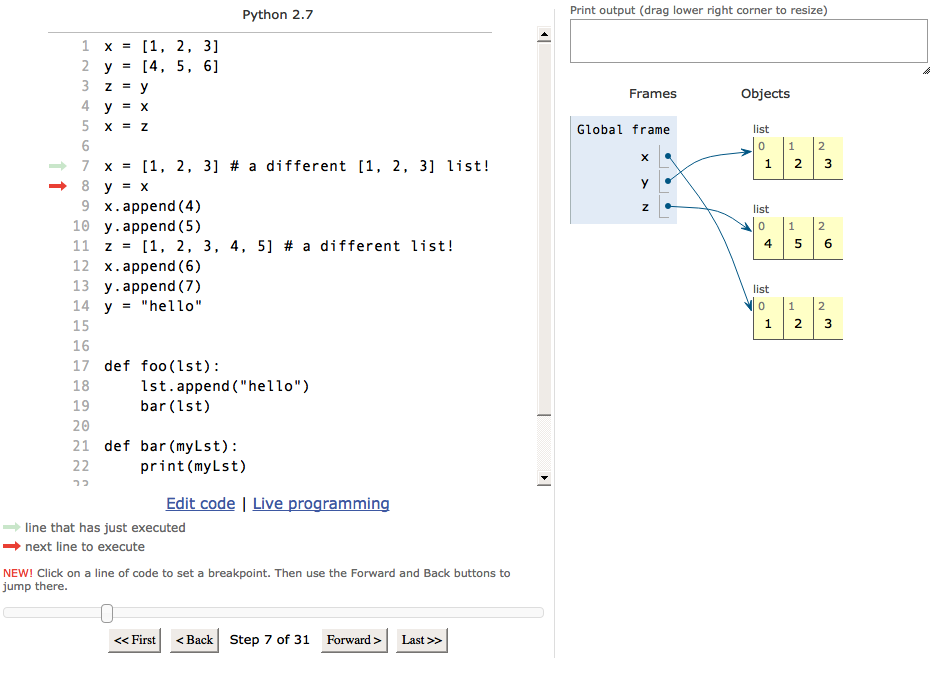 Python 2.7
1 x = [1, 2, 3]
2 y = [4, 5, 6]
3 z = y
4 y = x
5 x = z
6
7 x = [1, 2, 3] # a different [1, 2, 3] list!
8 y = x
9 x.append(4)
10 y.append(5)
11 z = [1, 2, 3, 4, 5] # a different list!
12 x.append(6)
13 y.append(7)
14 y = "hello"
15
16
17 def foo(lst):
18     lst.append("hello")
19     bar(lst)
20
21 def bar(myLst):
22     print(myLst)
23
Edit code | Live programming
line that has just executed
next line to execute
NEW! Click on a line of code to set a breakpoint. Then use the Forward and Back buttons to
jump there.
<< First < Back Step 7 of 31 Forward > Last >>
Print output (drag lower right corner to resize)
Frames Objects
Global frame
x
y
z
list
0 1 2
1 2 3
list
0 1 2
4 5 6
list
0 1 2
1 2 3